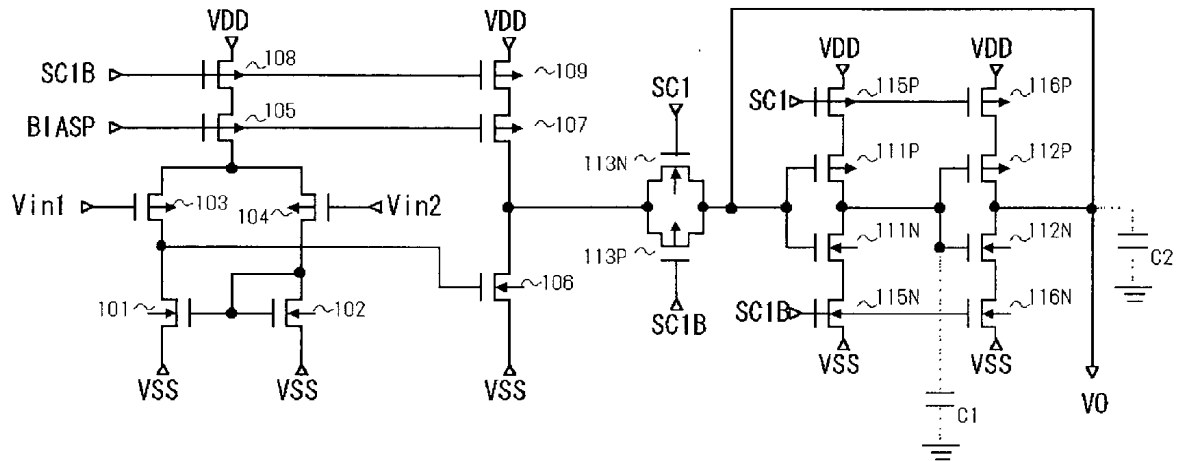 VDD
VDD
VDD
VDD
SC1B
108
109
SC1
SC1
115P
116P
BIASP
105
107
113N
111P
112P
Vin1
103
104
Vin2
111N
112N
C2
113P
101
102
106
SC1B
SC1B
115N
116N
VSS
VSS
VSS
VSS
VSS
C1
VO